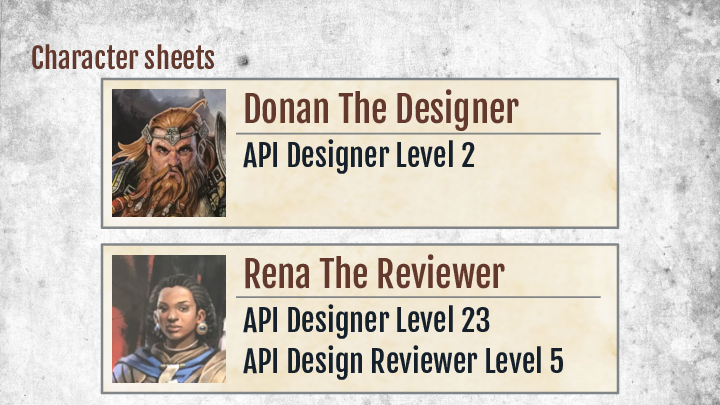 Character sheets
Donan The Designer
API Designer Level 2
Rena The Reviewer
API Designer Level 23
API Design Reviewer Level 5